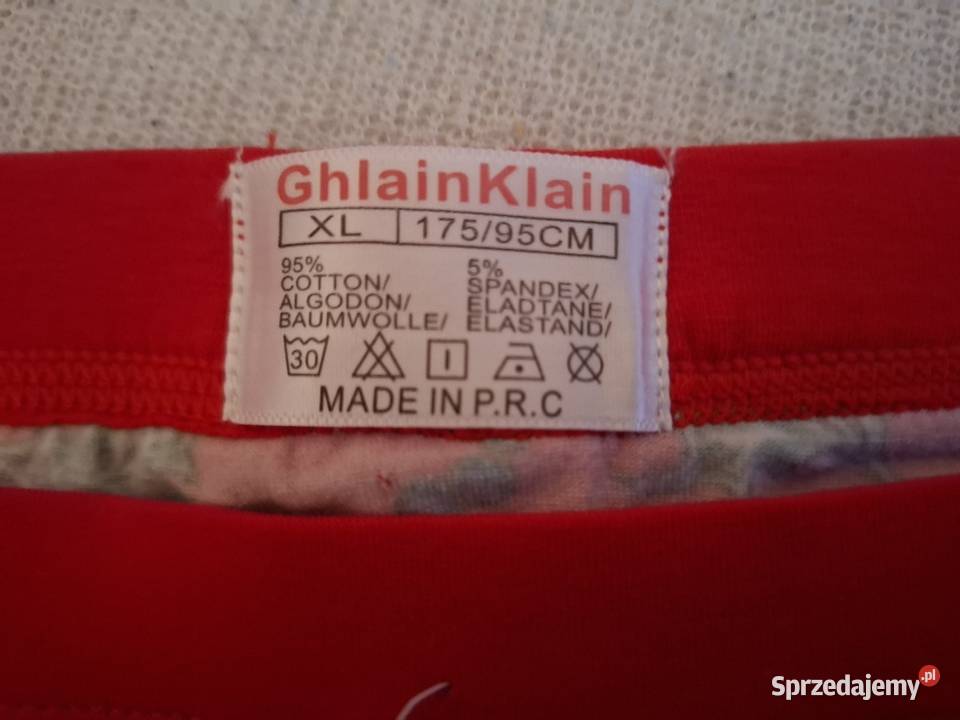 GhlainKlain
XL 175/95CM
95% 5%
COTTON/ SPANDEX/
ALGODON/ ELADTANE/
BAUMWOLLE/ ELASTAND/
30
MADE IN P.R.C
Sprzedajemy.pl